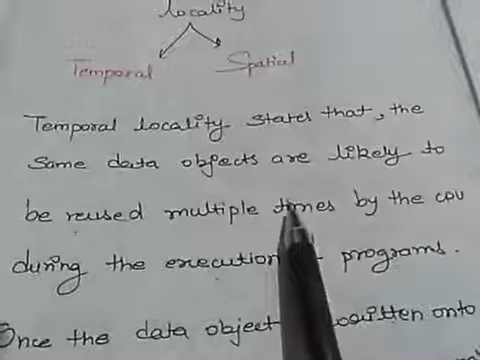 locality
Temporal Spatial
Temporal locality states that, the
same data objects are likely to
be reused multiple times by the CPU
during the execution programs.
Once the data object written onto